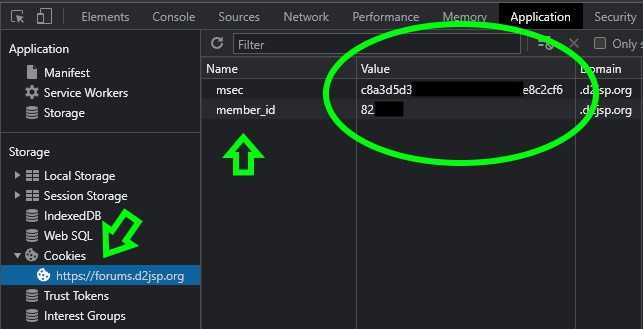 Elements Console Sources Network Performance Memory Application Security
Application
Manifest
Service Workers
Storage
Storage
Local Storage
Session Storage
IndexedDB
Web SQL
Cookies
https://forums.d2jsp.org
Trust Tokens
Interest Groups
Filter Only s
Name Value Domain
msec c8a3d5d3 e8c2cf6 .d2jsp.org
member_id 82 .d2jsp.org